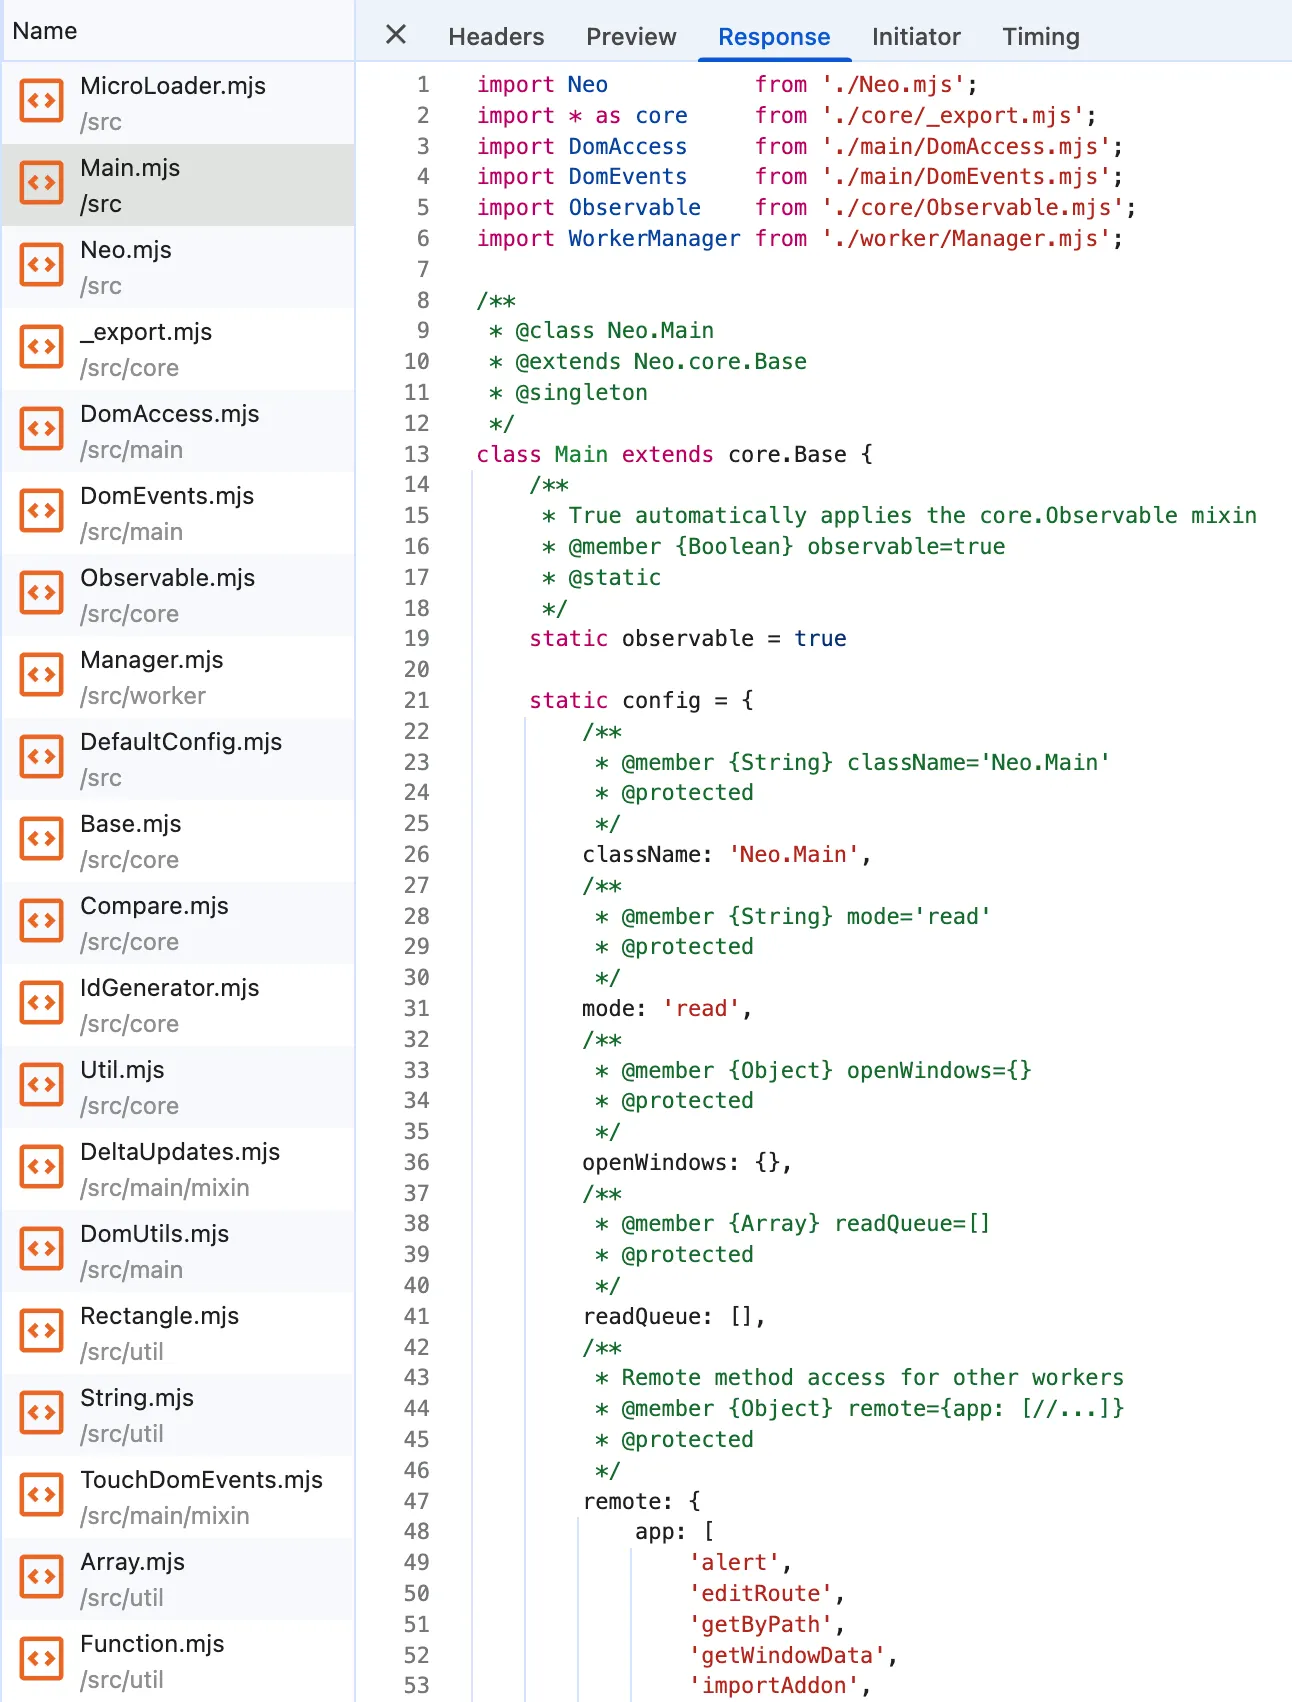 Name
MicroLoader.mjs
/src
Main.mjs
/src
Neo.mjs
/src
_export.mjs
/src/core
DomAccess.mjs
/src/main
DomEvents.mjs
/src/main
Observable.mjs
/src/core
Manager.mjs
/src/worker
DefaultConfig.mjs
/src
Base.mjs
/src/core
Compare.mjs
/src/core
IdGenerator.mjs
/src/core
Util.mjs
/src/core
DeltaUpdates.mjs
/src/main/mixin
DomUtils.mjs
/src/main
Rectangle.mjs
/src/util
String.mjs
/src/util
TouchDomEvents.mjs
/src/main/mixin
Array.mjs
/src/util
Function.mjs
/src/util
Headers Preview Response Initiator Timing
1 import Neo           from './Neo.mjs';
2 import * as core     from './core/_export.mjs';
3 import DomAccess     from './main/DomAccess.mjs';
4 import DomEvents     from './main/DomEvents.mjs';
5 import Observable    from './core/Observable.mjs';
6 import WorkerManager from './worker/Manager.mjs';
7
8 /**
9  * @class Neo.Main
10  * @extends Neo.core.Base
11  * @singleton
12  */
13 class Main extends core.Base {
14     /**
15      * True automatically applies the core.Observable mixin
16      * @member {Boolean} observable=true
17      * @static
18      */
19     static observable = true
20
21     static config = {
22         /**
23          * @member {String} className='Neo.Main'
24          * @protected
25          */
26         className: 'Neo.Main',
27         /**
28          * @member {String} mode='read'
29          * @protected
30          */
31         mode: 'read',
32         /**
33          * @member {Object} openWindows={}
34          * @protected
35          */
36         openWindows: {},
37         /**
38          * @member {Array} readQueue=[]
39          * @protected
40          */
41         readQueue: [],
42         /**
43          * Remote method access for other workers
44          * @member {Object} remote={app: [//...]}
45          * @protected
46          */
47         remote: {
48             app: [
49                 'alert',
50                 'editRoute',
51                 'getByPath',
52                 'getWindowData',
53                 'importAddon',